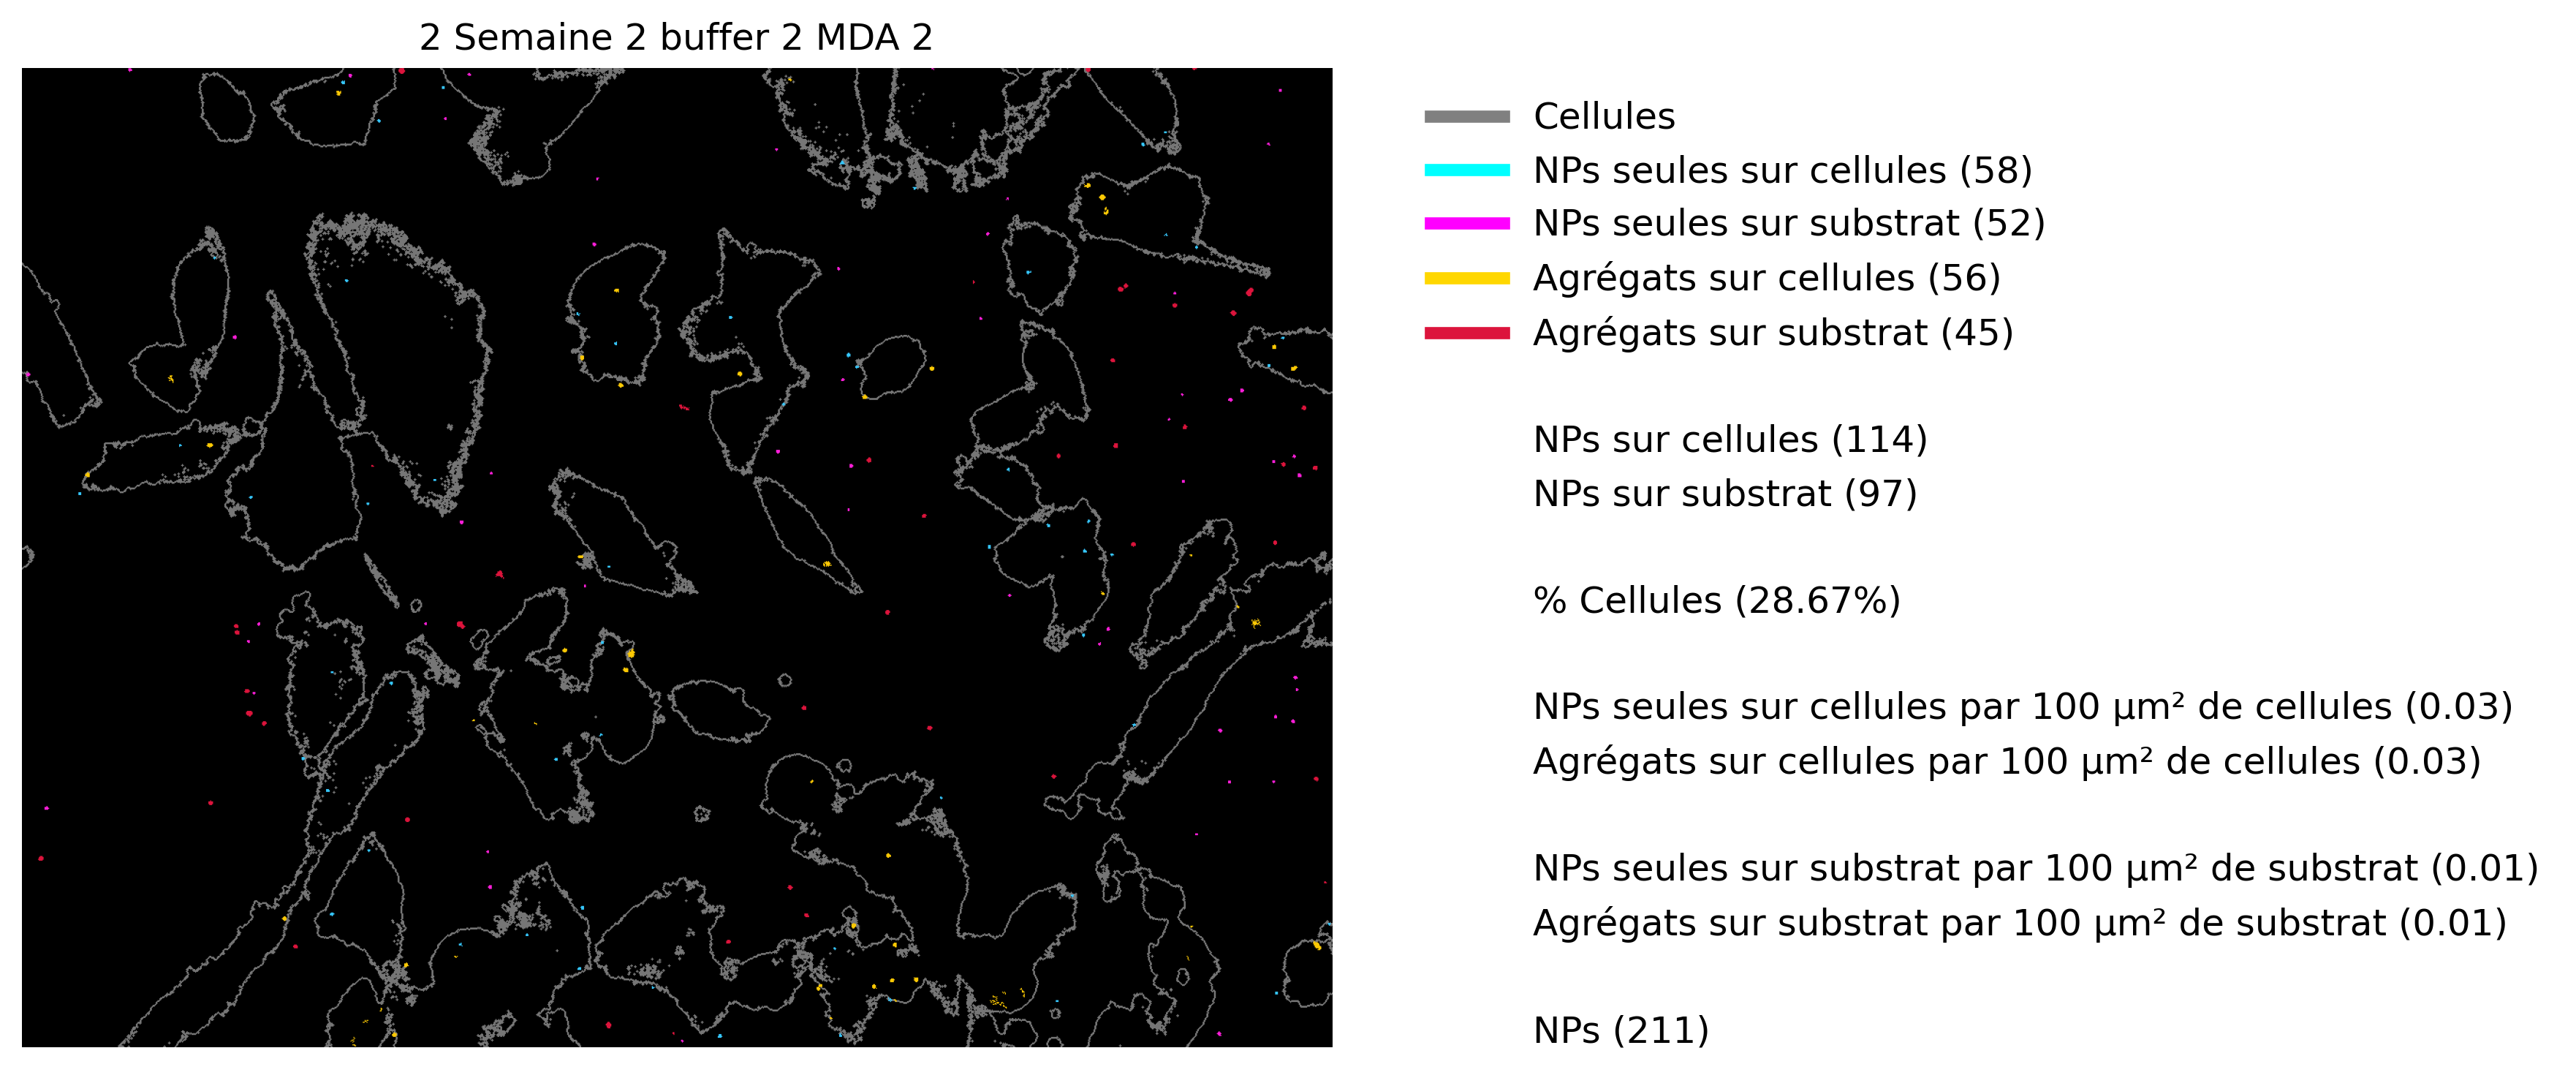 2 Semaine 2 buffer 2 MDA 2
Cellules
NPs seules sur cellules (58)
NPs seules sur substrat (52)
Agrégats sur cellules (56)
Agrégats sur substrat (45)
NPs sur cellules (114)
NPs sur substrat (97)
% Cellules (28.67%)
NPs seules sur cellules par 100 µm² de cellules (0.03)
Agrégats sur cellules par 100 µm² de cellules (0.03)
NPs seules sur substrat par 100 µm² de substrat (0.01)
Agrégats sur substrat par 100 µm² de substrat (0.01)
NPs (211)